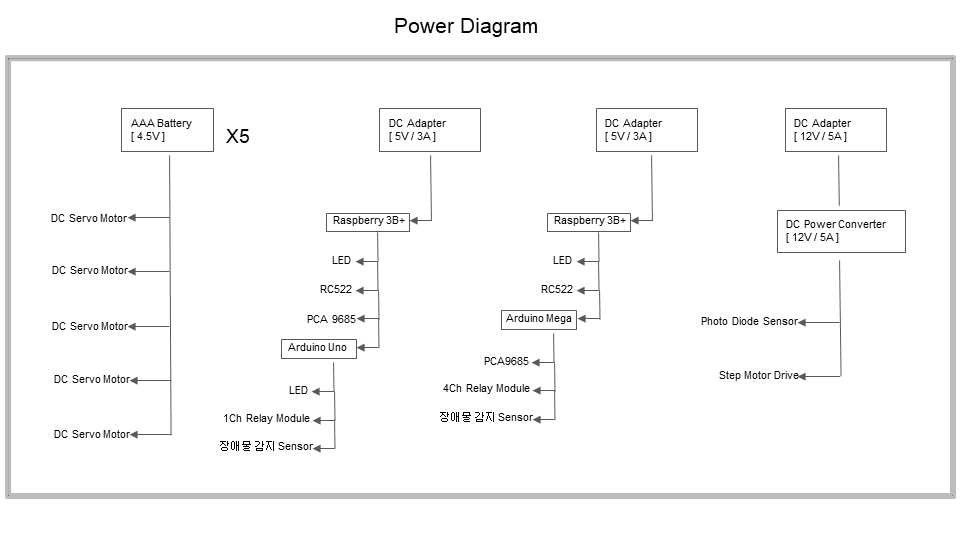 Power Diagram
AAA Battery
[ 4.5V ]
X5
DC Servo Motor
DC Servo Motor
DC Servo Motor
DC Servo Motor
DC Servo Motor
DC Adapter
[ 5V / 3A ]
Raspberry 3B+
LED
RC522
PCA 9685
Arduino Uno
LED
1Ch Relay Module
장애물 감지 Sensor
DC Adapter
[ 5V / 3A ]
Raspberry 3B+
LED
RC522
Arduino Mega
PCA9685
4Ch Relay Module
장애물 감지 Sensor
DC Adapter
[ 12V / 5A ]
DC Power Converter
[ 12V / 5A ]
Photo Diode Sensor
Step Motor Drive